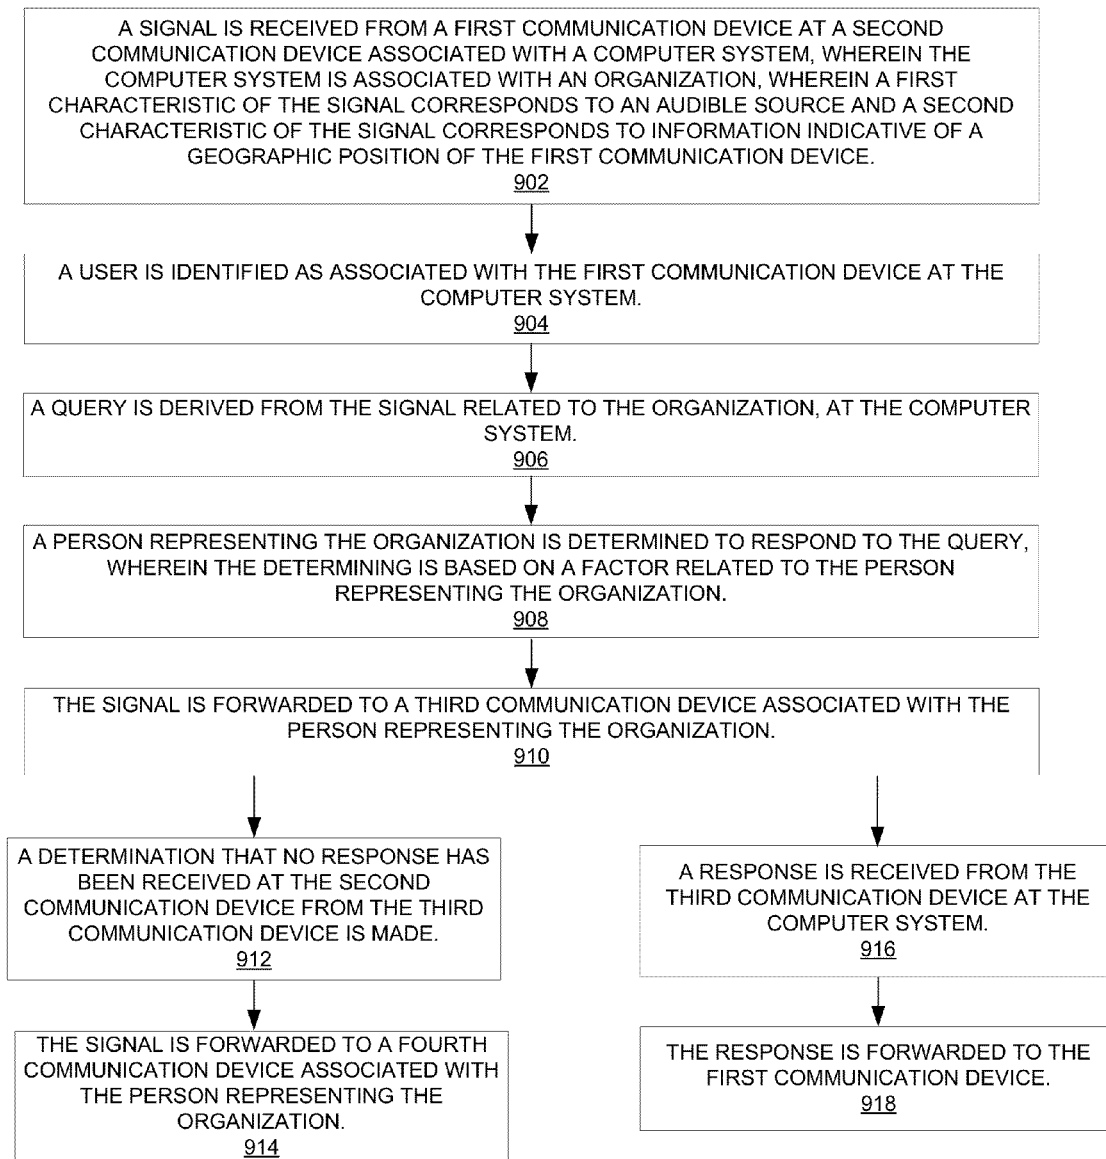 A SIGNAL IS RECEIVED FROM A FIRST COMMUNICATION DEVICE AT A SECOND
COMMUNICATION DEVICE ASSOCIATED WITH A COMPUTER SYSTEM, WHEREIN THE
COMPUTER SYSTEM IS ASSOCIATED WITH AN ORGANIZATION, WHEREIN A FIRST
CHARACTERISTIC OF THE SIGNAL CORRESPONDS TO AN AUDIBLE SOURCE AND A SECOND
CHARACTERISTIC OF THE SIGNAL CORRESPONDS TO INFORMATION INDICATIVE OF A
GEOGRAPHIC POSITION OF THE FIRST COMMUNICATION DEVICE.
902
A USER IS IDENTIFIED AS ASSOCIATED WITH THE FIRST COMMUNICATION DEVICE AT THE
COMPUTER SYSTEM.
904
A QUERY IS DERIVED FROM THE SIGNAL RELATED TO THE ORGANIZATION, AT THE COMPUTER
SYSTEM.
906
A PERSON REPRESENTING THE ORGANIZATION IS DETERMINED TO RESPOND TO THE QUERY,
WHEREIN THE DETERMINING IS BASED ON A FACTOR RELATED TO THE PERSON
REPRESENTING THE ORGANIZATION.
908
THE SIGNAL IS FORWARDED TO A THIRD COMMUNICATION DEVICE ASSOCIATED WITH THE
PERSON REPRESENTING THE ORGANIZATION.
910
A DETERMINATION THAT NO RESPONSE HAS
BEEN RECEIVED AT THE SECOND
COMMUNICATION DEVICE FROM THE THIRD
COMMUNICATION DEVICE IS MADE.
912
THE SIGNAL IS FORWARDED TO A FOURTH
COMMUNICATION DEVICE ASSOCIATED WITH
THE PERSON REPRESENTING THE
ORGANIZATION.
914
A RESPONSE IS RECEIVED FROM THE
THIRD COMMUNICATION DEVICE AT THE
COMPUTER SYSTEM.
916
THE RESPONSE IS FORWARDED TO THE
FIRST COMMUNICATION DEVICE.
918